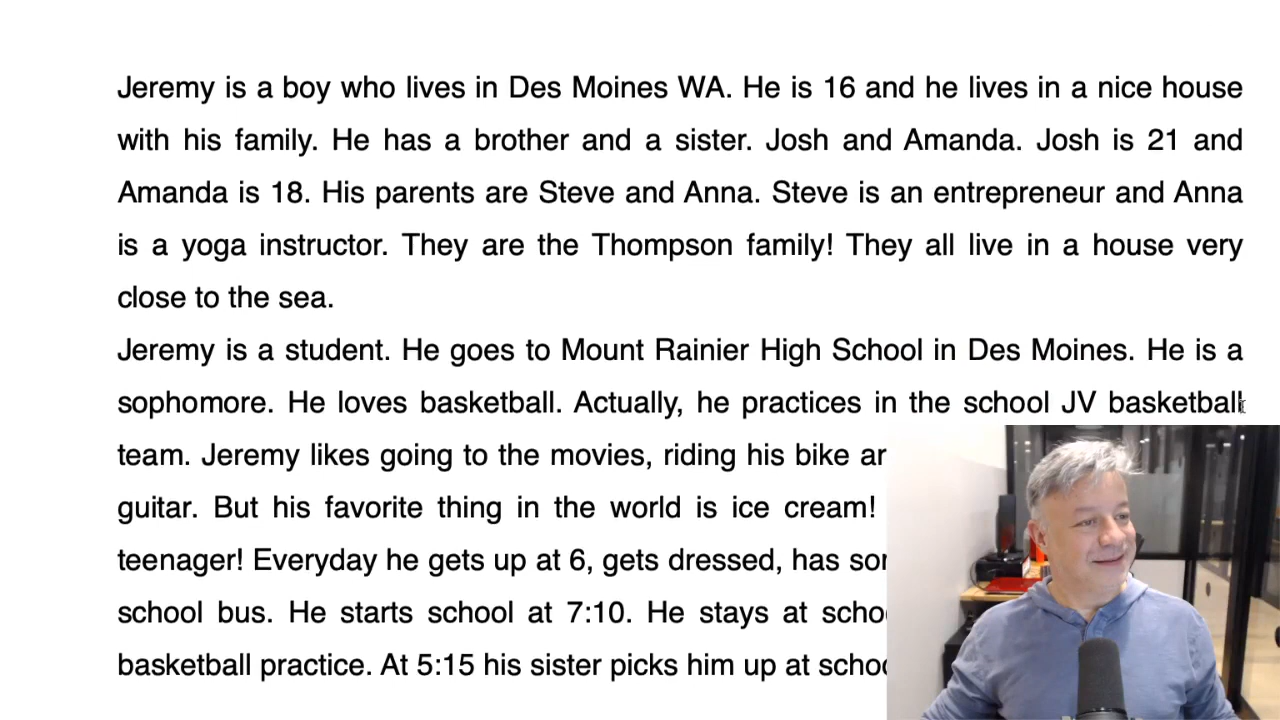 Jeremy is a boy who lives in Des Moines WA. He is 16 and he lives in a nice house
with his family. He has a brother and a sister. Josh and Amanda. Josh is 21 and
Amanda is 18. His parents are Steve and Anna. Steve is an entrepreneur and Anna
is a yoga instructor. They are the Thompson family! They all live in a house very
close to the sea.
Jeremy is a student. He goes to Mount Rainier High School in Des Moines. He is a
sophomore. He loves basketball. Actually, he practices in the school JV basketball
team. Jeremy likes going to the movies, riding his bike
guitar. But his favorite thing in the world is ice cream!
teenager! Everyday he gets up at 6, gets dressed, has
school bus. He starts school at 7:10. He stays at
basketball practice. At 5:15 his sister picks him up at